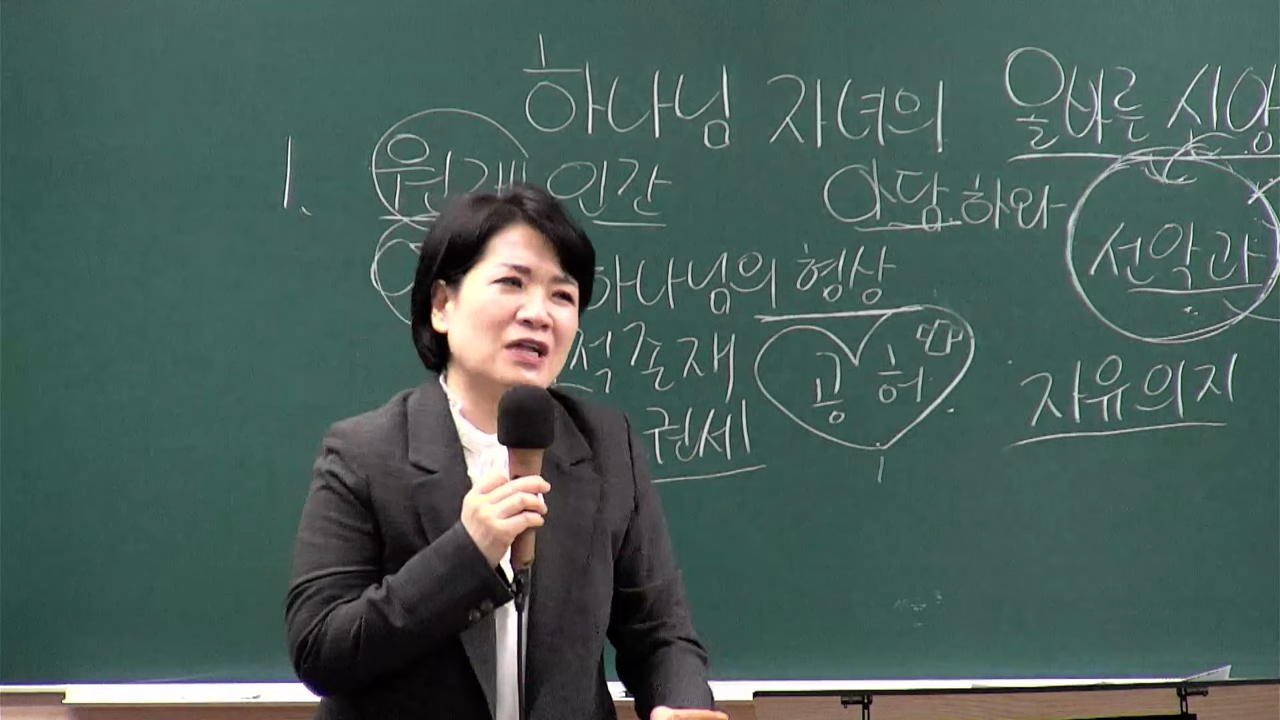 하나님 자녀의 올바른 신앙
1. 원래 인간 아담.하와
하나님의 형상 선악과
적존재 공허
권세 자유의지